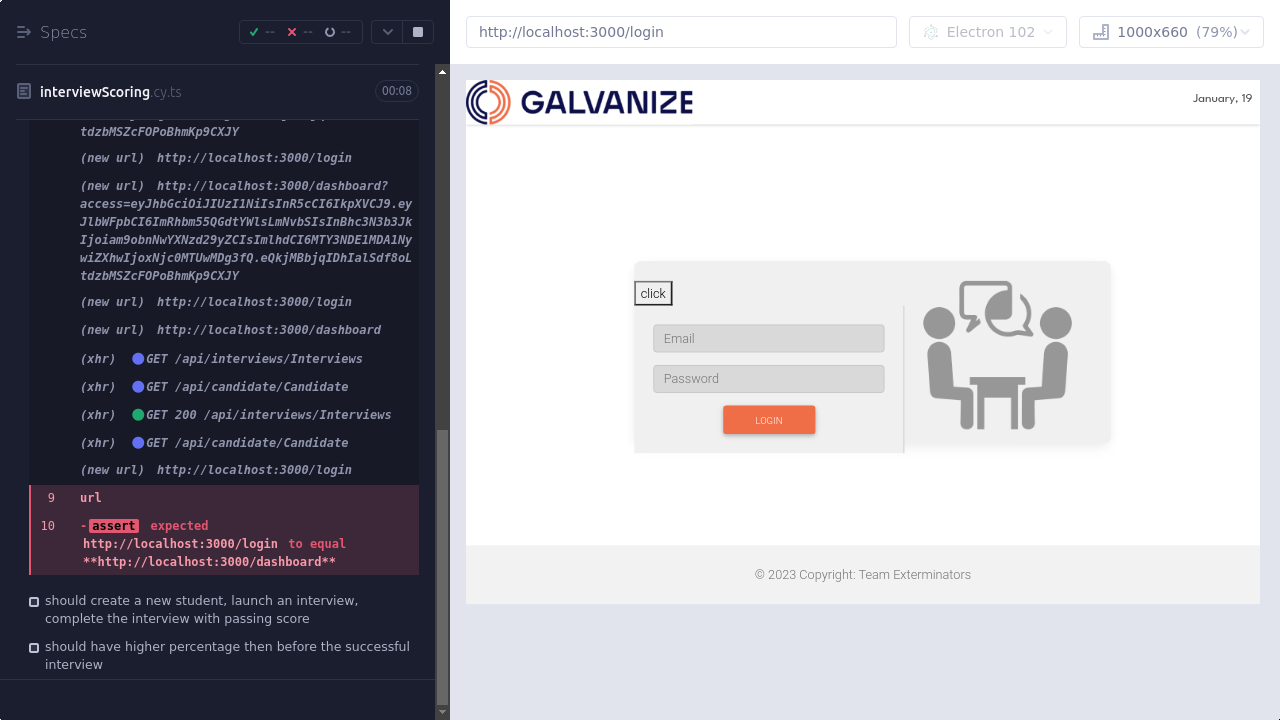 Specs
--
--
--
interviewScoring.cy.ts
00:08
tdzbMSZcFOPoBhmKp9CXJY
(new url) http://localhost:3000/login
(new url) http://localhost:3000/dashboard?
access=eyJhbGciOiJIUzI1NiIsInR5cCI6IkpXVCJ9.ey
JlbWFpbCI6ImRhbm55QGdtYWlsLmNvbSIsInBhc3N3b3Jk
Ijoiam9obnNwYXNzd29yZCIsImlhdCI6MTY3NDE1MDA1Ny
wiZXhwIjoxNjc0MTUwMDg3fQ.eQkjMBbjqIDhIalSdf8oL
tdzbMSZcFOPoBhmKp9CXJY
(new url) http://localhost:3000/login
(new url) http://localhost:3000/dashboard
(xhr) GET /api/interviews/Interviews
(xhr) GET /api/candidate/Candidate
(xhr) GET 200 /api/interviews/Interviews
(xhr) GET /api/candidate/Candidate
(new url) http://localhost:3000/login
9 url
10 -assert expected
http://localhost:3000/login to equal
**http://localhost:3000/dashboard**
should create a new student, launch an interview,
complete the interview with passing score
should have higher percentage then before the successful
interview
http://localhost:3000/login
Electron 102
1000x660 (79%)
GALVANIZE
January, 19
click
Email
Password
LOGIN
© 2023 Copyright: Team Exterminators